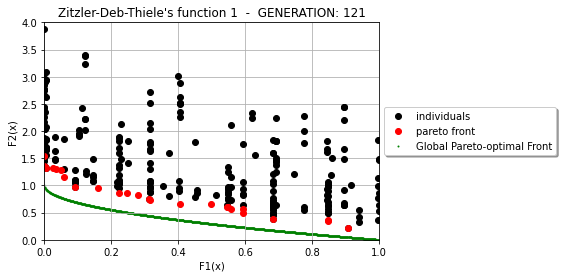 Zitzler-Deb-Thiele's function 1 - GENERATION: 121
4.0
3.5
3.0
2.5
2.0
1.5
1.0
0.5
0.0
F2(x)
0.0 0.2 0.4 0.6 0.8 1.0
F1(x)
individuals
pareto front
Global Pareto-optimal Front